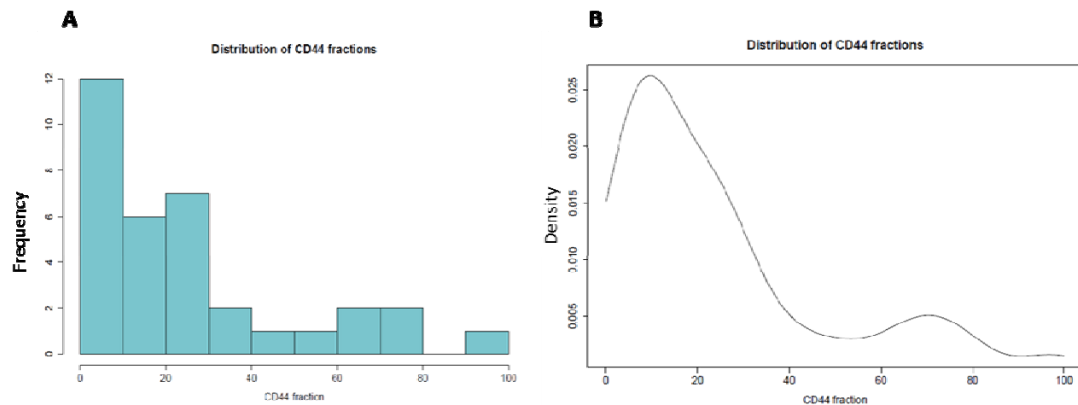 A
Distribution of CD44 fractions
Frequency
0
2
4
6
8
10
12
0 20 40 60 80 100
CD44 fraction
B
Distribution of CD44 fractions
Density
0.005
0.010
0.015
0.020
0.025
0 20 40 60 80 100
CD44 fraction